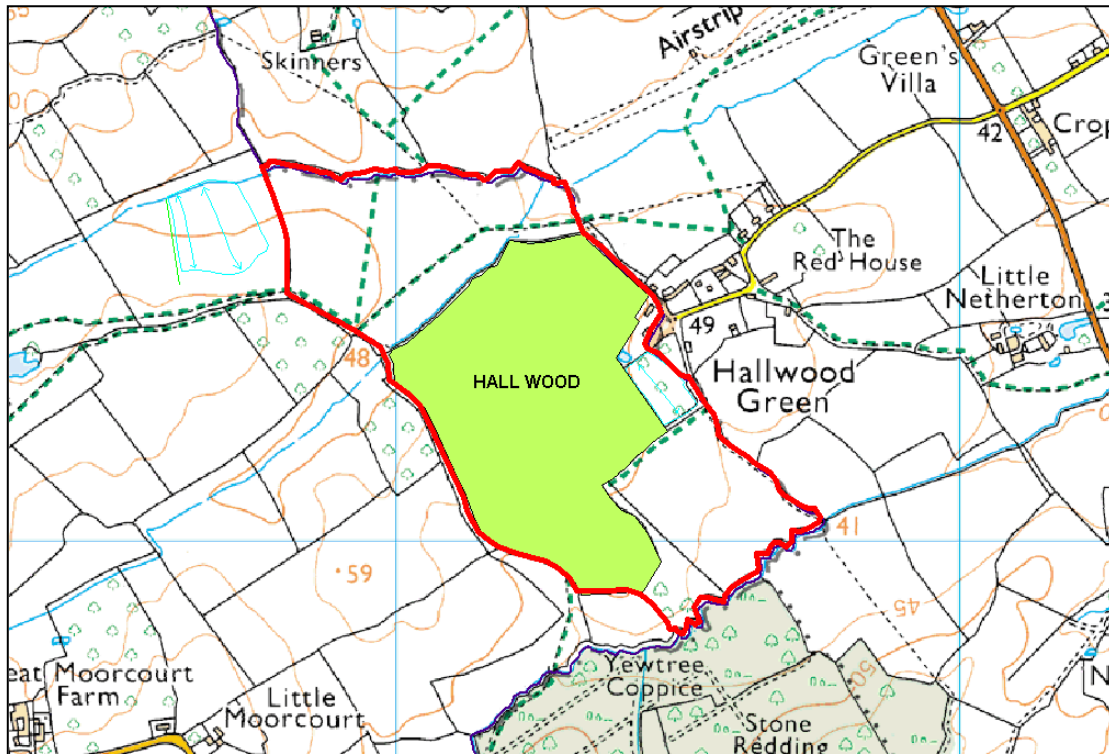 Skinners
Airstrip
Green's
Villa
42
Crop
The
Red House
Little
Netherton
49
48
HALL WOOD
Hallwood
Green
41
59
45
50
eat Moorcourt
Farm
Little
Moorcourt
Yewtree
Coppice
Stone
Redding
N